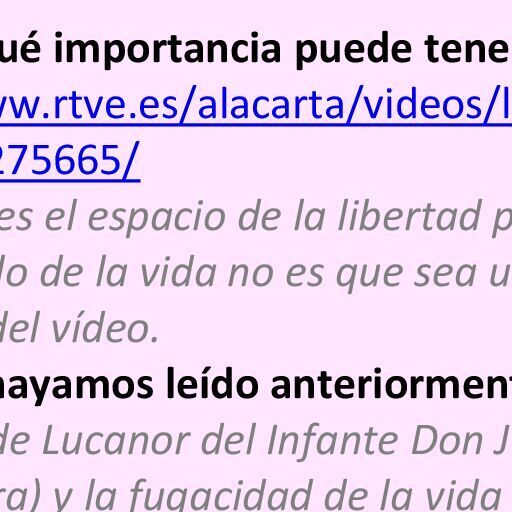 ué importancia puede tene
ww.rtve.es/alacarta/videos/l
275665/
es el espacio de la libertad p
lo de la vida no es que sea u
del vídeo.
hayamos leído anteriorment
de Lucanor del Infante Don J
ra) y la fugacidad de la vida